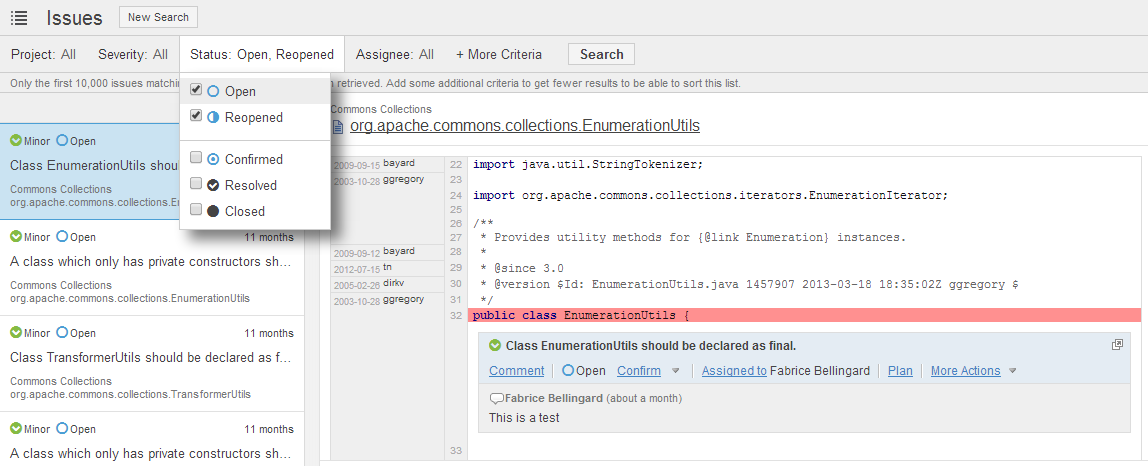 Issues New Search
Project: All Severity: All Status: Open, Reopened Assignee: All + More Criteria Search
Only the first 10,000 issues matchin retrieved. Add some additional criteria to get fewer results to be able to sort this list.
Open
Reopened
Confirmed
Resolved
Closed
Minor Open
Class EnumerationUtils shou
Commons Collections
org.apache.commons.collections.E
Minor Open 11 months
A class which only has private constructors sh...
Commons Collections
org.apache.commons.collections.EnumerationUtils
Minor Open 11 months
Class TransformerUtils should be declared as f...
Commons Collections
org.apache.commons.collections.TransformerUtils
Minor Open 11 months
A class which only has private constructors sh...
Commons Collections
org.apache.commons.collections.EnumerationUtils
2009-09-15 bayard 22 import java.util.StringTokenizer;
2003-10-28 ggregory 23
24 import org.apache.commons.collections.iterators.EnumerationIterator;
25
26 /**
27 * Provides utility methods for {@link Enumeration} instances.
2009-09-12 bayard 28 *
2012-07-15 tn 29 * @since 3.0
2005-02-26 dirkv 30 * @version $Id: EnumerationUtils.java 1457907 2013-03-18 18:35:02Z ggregory $
2003-10-28 ggregory 31 */
32 public class EnumerationUtils {
Class EnumerationUtils should be declared as final.
Comment Open Confirm Assigned to Fabrice Bellingard Plan More Actions
Fabrice Bellingard (about a month)
This is a test
33